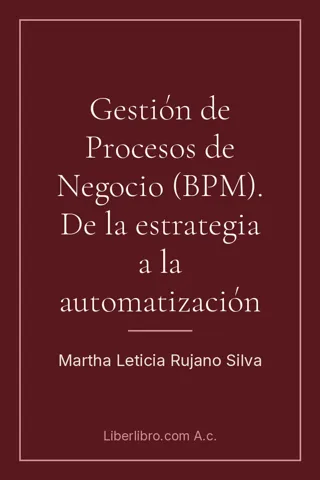 Gestión de
Procesos de
Negocio (BPM).
De la estrategia
a la
automatización
Martha Leticia Rujano Silva
Liberlibro.com A.c.